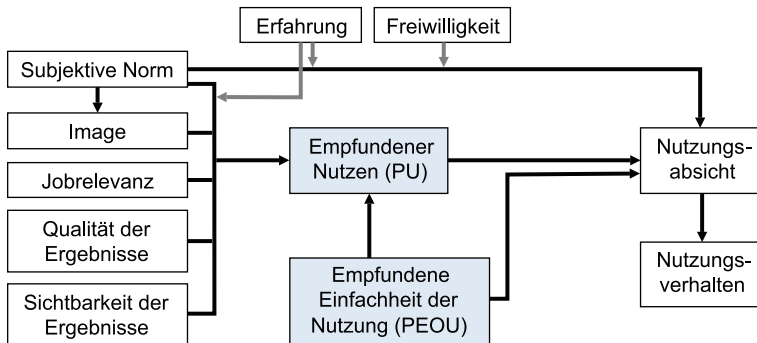 Erfahrung
Freiwilligkeit
Subjektive Norm
Image
Jobrelevanz
Qualität der
Ergebnisse
Sichtbarkeit der
Ergebnisse
Empfundener
Nutzen (PU)
Empfundene
Einfachheit der
Nutzung (PEOU)
Nutzungs-
absicht
Nutzungs-
verhalten